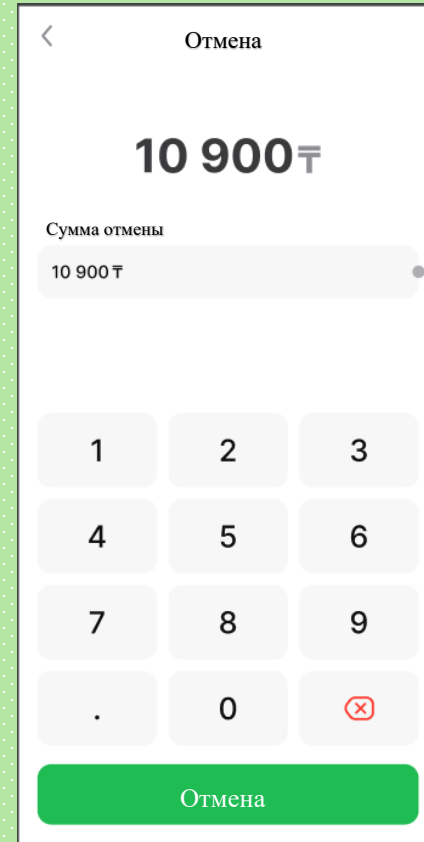 Отмена
10 900₸
Сумма отмены
10 900 ₸
1 2 3
4 5 6
7 8 9
. 0
Отмена